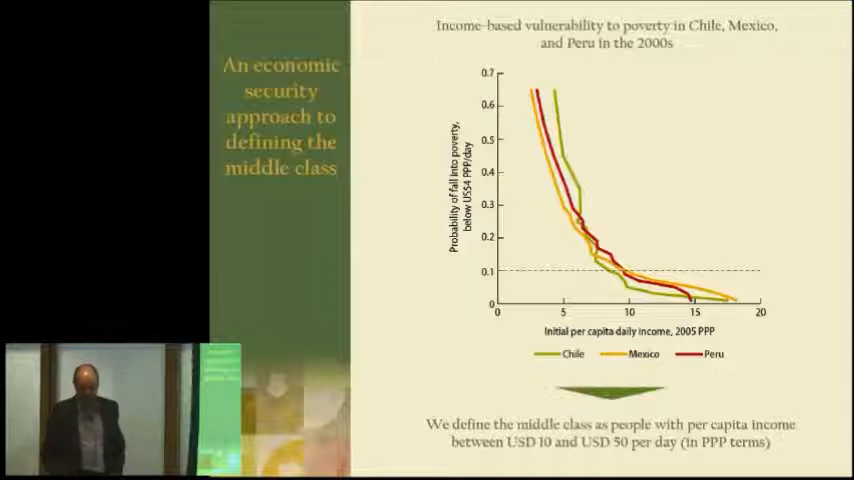 An economic
security
approach to
defining the
middle class
Income-based vulnerability to poverty in Chile, Mexico,
and Peru in the 2000s
Probability of fall into poverty,
below US$4 PPP/day
0.7
0.6
0.5
0.4
0.3
0.2
0.1
0
0 5 10 15 20
Initial per capita daily income, 2005 PPP
Chile Mexico Peru
We define the middle class as people with per capita income
between USD 10 and USD 50 per day (in PPP terms)